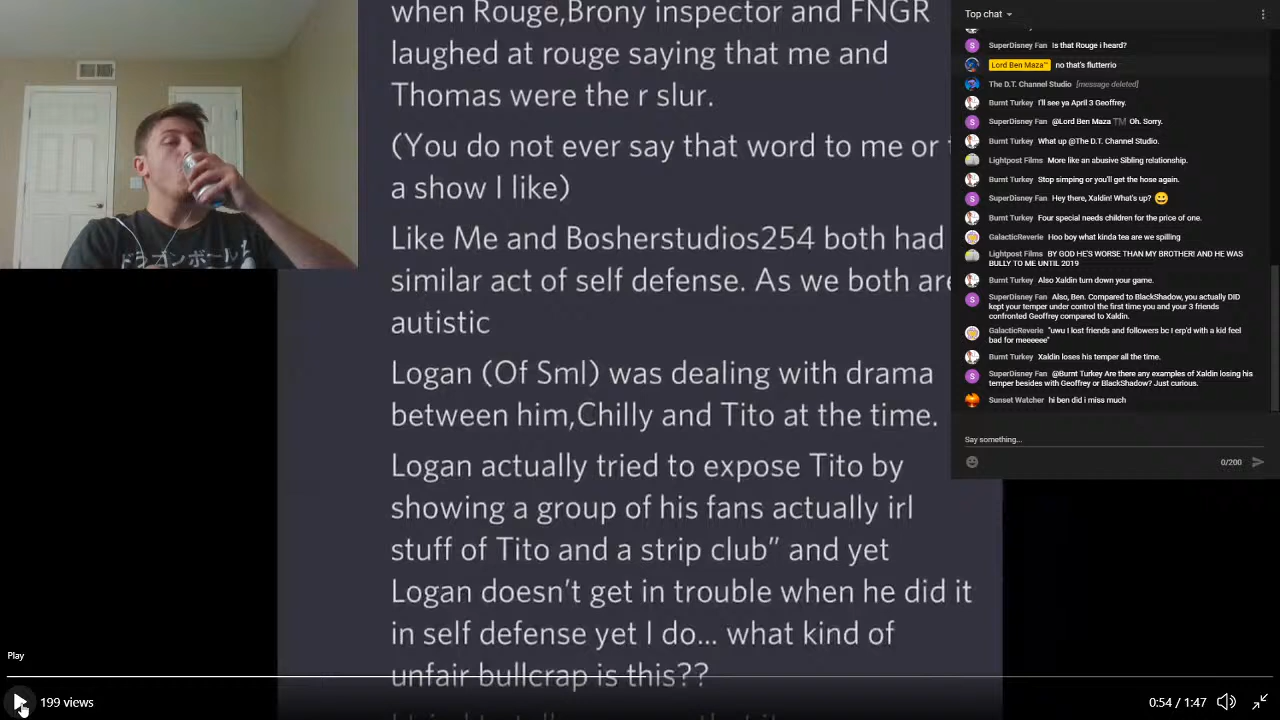 when Rouge,Brony inspector and FNGR
laughed at rouge saying that me and
Thomas were the r slur.
(You do not ever say that word to me or
a show I like)
Like Me and Bosherstudios254 both had
similar act of self defense. As we both are
autistic
Logan (Of Sml) was dealing with drama
between him,Chilly and Tito at the time.
Logan actually tried to expose Tito by
showing a group of his fans actually irl
stuff of Tito and a strip club” and yet
Logan doesn’t get in trouble when he did it
in self defense yet I do... what kind of
unfair bullcrap is this??
ドラゴンボール
Top chat
SuperDisney Fan Is that Rouge i heard?
Lord Ben Maza™ no that's flutterrio
The D.T. Channel Studio [message deleted]
Burnt Turkey I'll see ya April 3 Geoffrey.
SuperDisney Fan @Lord Ben Maza ™ Oh. Sorry.
Burnt Turkey What up @The D.T. Channel Studio.
Lightpost Films More like an abusive Sibling relationship.
Burnt Turkey Stop simping or you'll get the hose again.
SuperDisney Fan Hey there, Xaldin! What's up? 😀
Burnt Turkey Four special needs children for the price of one.
GalacticReverie Hoo boy what kinda tea are we spilling
Lightpost Films BY GOD HE'S WORSE THAN MY BROTHER! AND HE WAS
BULLY TO ME UNTIL 2019
Burnt Turkey Also Xaldin turn down your game.
SuperDisney Fan Also, Ben. Compared to BlackShadow, you actually DID
kept your temper under control the first time you and your 3 friends
confronted Geoffrey compared to Xaldin.
GalacticReverie "uwu I lost friends and followers bc I erp'd with a kid feel
bad for meeeeee"
Burnt Turkey Xaldin loses his temper all the time.
SuperDisney Fan @Burnt Turkey Are there any examples of Xaldin losing his
temper besides with Geoffrey or BlackShadow? Just curious.
Sunset Watcher hi ben did i miss much
Say something...
0/200
Play
199 views
0:54 / 1:47